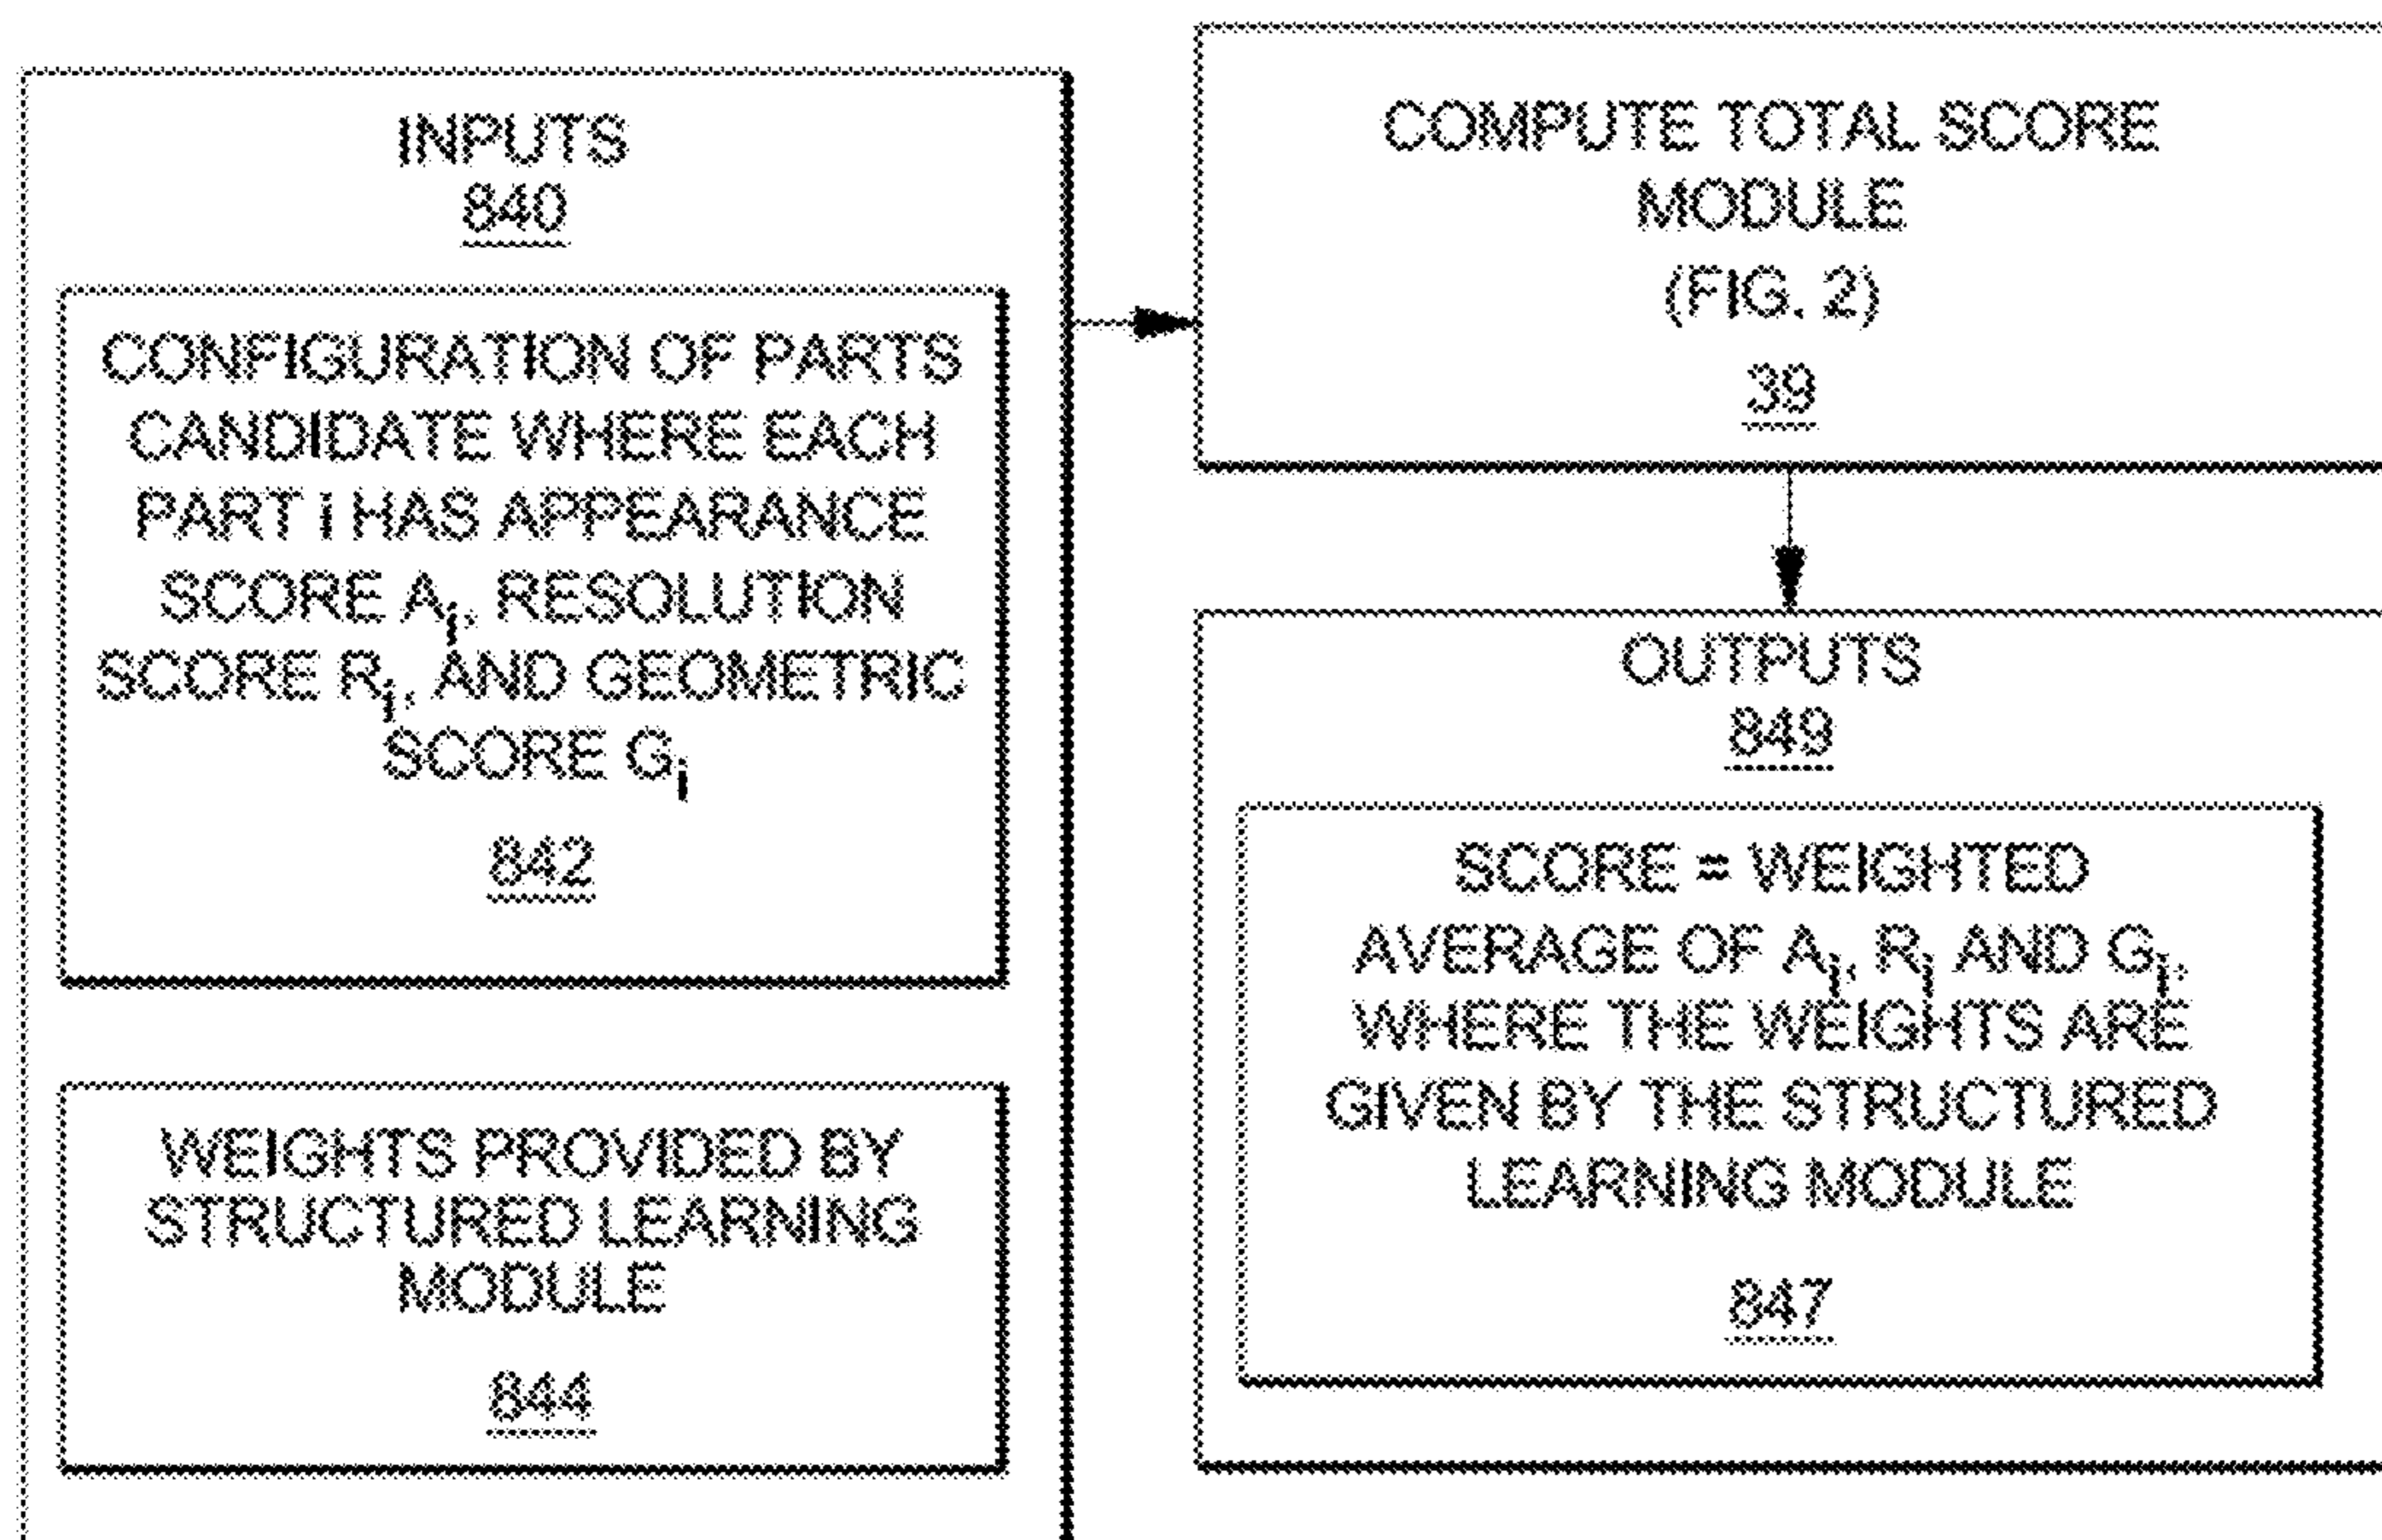 INPUTS
840
CONFIGURATION OF PARTS
CANDIDATE WHERE EACH
PART i HAS APPEARANCE
SCORE Ai, RESOLUTION
SCORE Ri, AND GEOMETRIC
SCORE Gi
842
WEIGHTS PROVIDED BY
STRUCTURED LEARNING
MODULE
844
COMPUTE TOTAL SCORE
MODULE
(FIG. 2)
39
OUTPUTS
849
SCORE = WEIGHTED
AVERAGE OF Ai, Ri AND Gi,
WHERE THE WEIGHTS ARE
GIVEN BY THE STRUCTURED
LEARNING MODULE
847